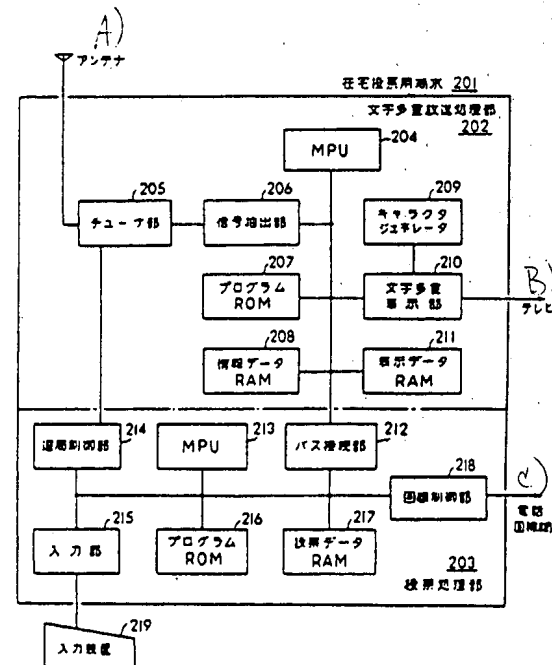 A)
アンテナ
在宅投票用端末 201
文字多重放送処理部
202
204
MPU
205
チューナ部
206
信号抽出部
209
キャラクタ
ジェネレータ
207
プログラム
ROM
210
文字多重
表示部
B)
テレビ
208
情報データ
RAM
211
表示データ
RAM
214
選局制御部
213
MPU
212
バス接続部
218
回線制御部
C)
電話
回線網
215
入力部
216
プログラム
ROM
217
投票データ
RAM
203
投票処理部
219
入力装置